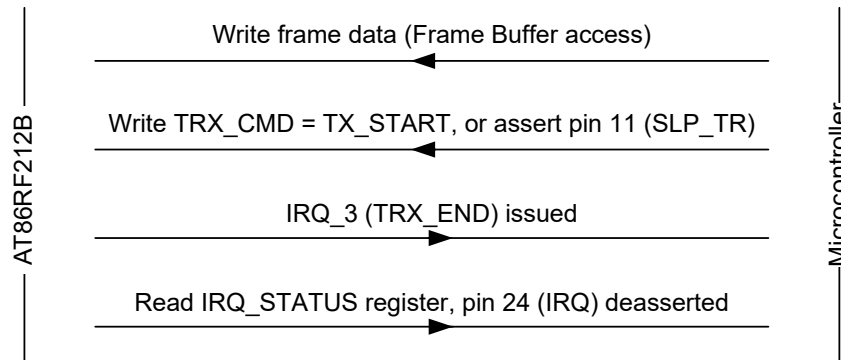 Write frame data (Frame Buffer access)
Write TRX_CMD = TX_START, or assert pin 11 (SLP_TR)
IRQ_3 (TRX_END) issued
Read IRQ_STATUS register, pin 24 (IRQ) deasserted
AT86RF212B
Microcontroller